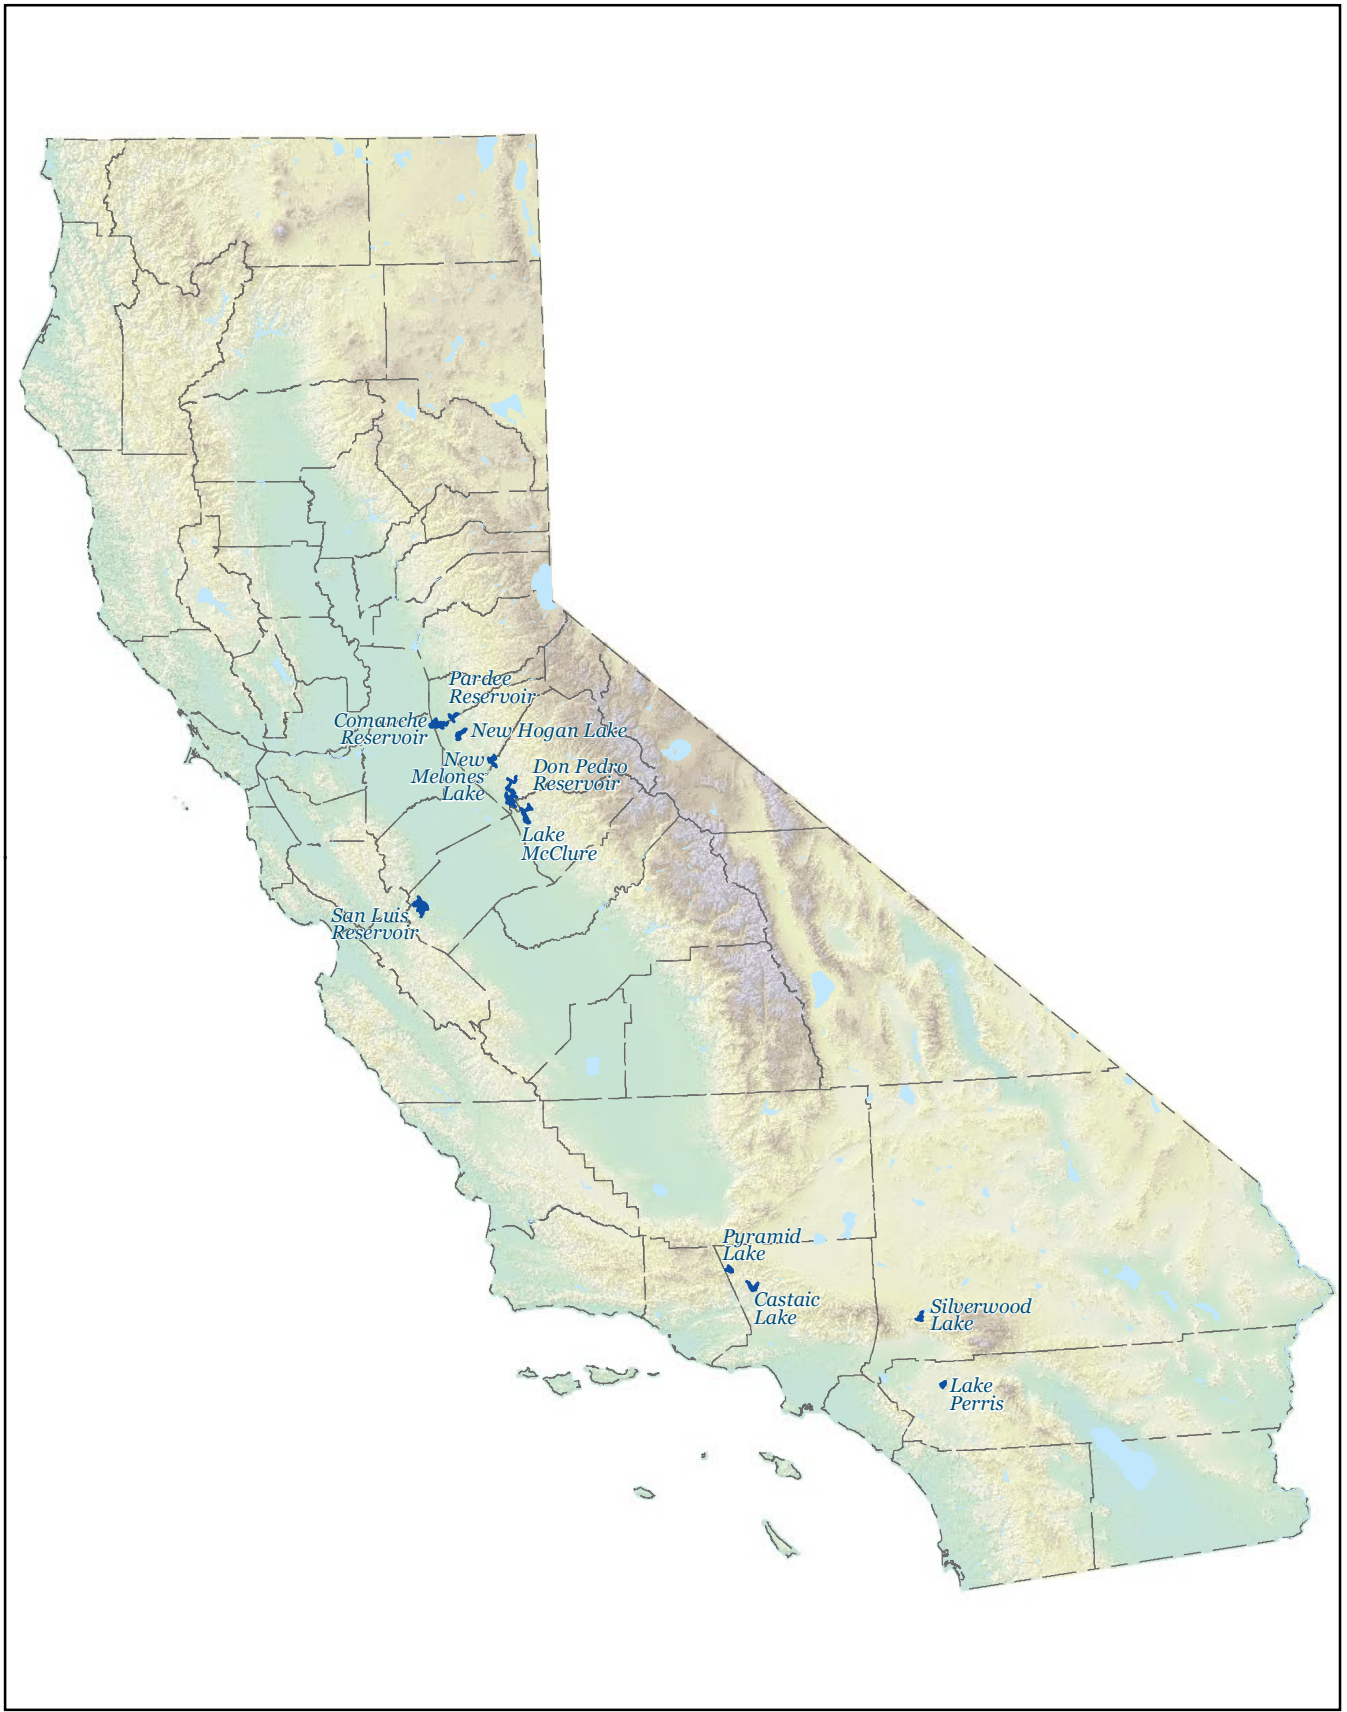 Pardee
Reservoir
Comanche
Reservoir
New Hogan Lake
New
Melones
Lake
Don Pedro
Reservoir
Lake
McClure
San Luis
Reservoir
Pyramid
Lake
Castaic
Lake
Silverwood
Lake
Lake
Perris